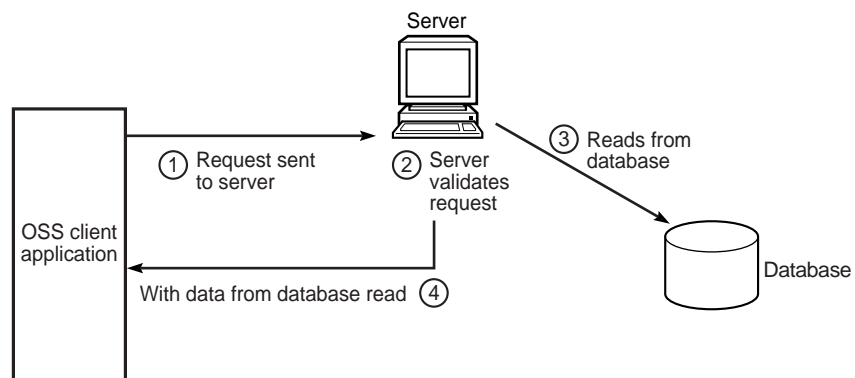 Server
1 Request sent
to server
2 Server
validates
request
3 Reads from
database
OSS client
application
Database
With data from database read 4